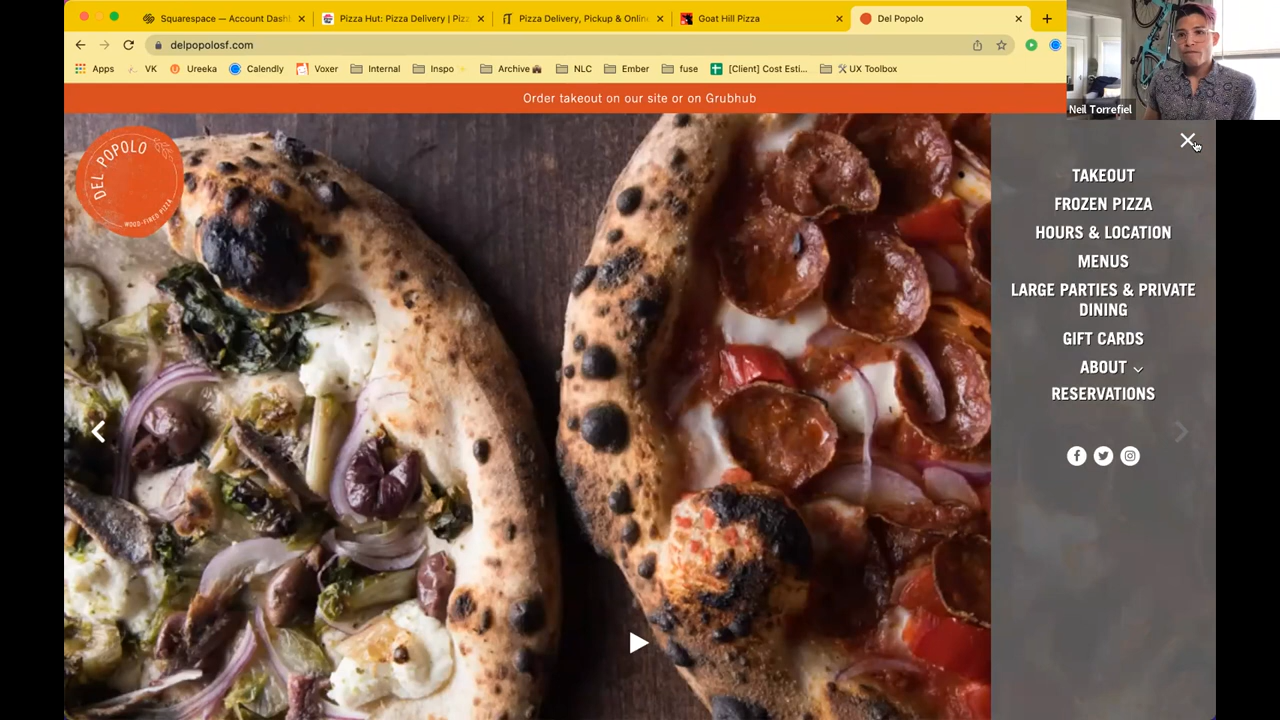 Squarespace — Account Dash
Pizza Hut: Pizza Delivery | Piz
Pizza Delivery, Pickup & Onlin
Goat Hill Pizza
Del Popolo
delpopolosf.com
Apps
VK
Ureeka
Calendly
Voxer
Internal
Inspo
Archive
NLC
Ember
fuse
[Client] Cost Esti...
UX Toolbox
Neil Torrefiel
Order takeout on our site or on Grubhub
DEL POPOLO
WOOD-FIRED PIZZA
TAKEOUT
FROZEN PIZZA
HOURS & LOCATION
MENUS
LARGE PARTIES & PRIVATE
DINING
GIFT CARDS
ABOUT
RESERVATIONS